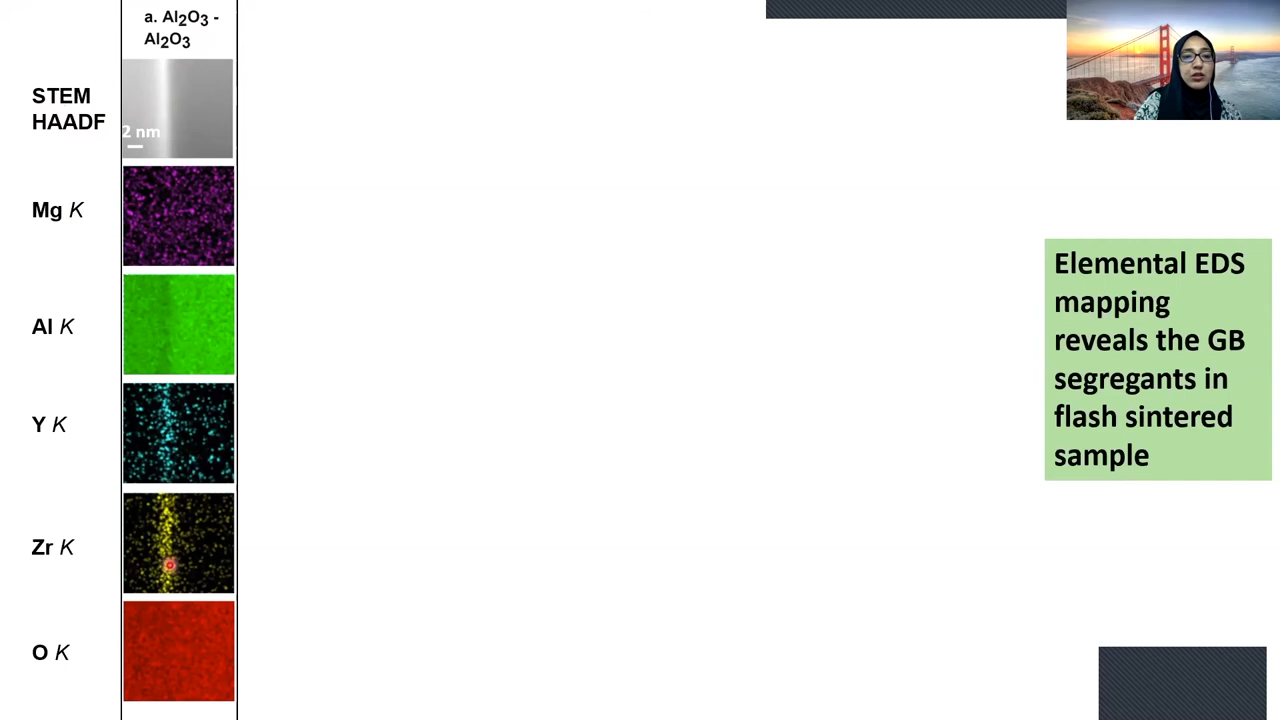 a. Al₂O₃ -
Al₂O₃
STEM
HAADF
2 nm
Mg K
Al K
Y K
Zr K
O K
Elemental EDS
mapping
reveals the GB
segregants in
flash sintered
sample